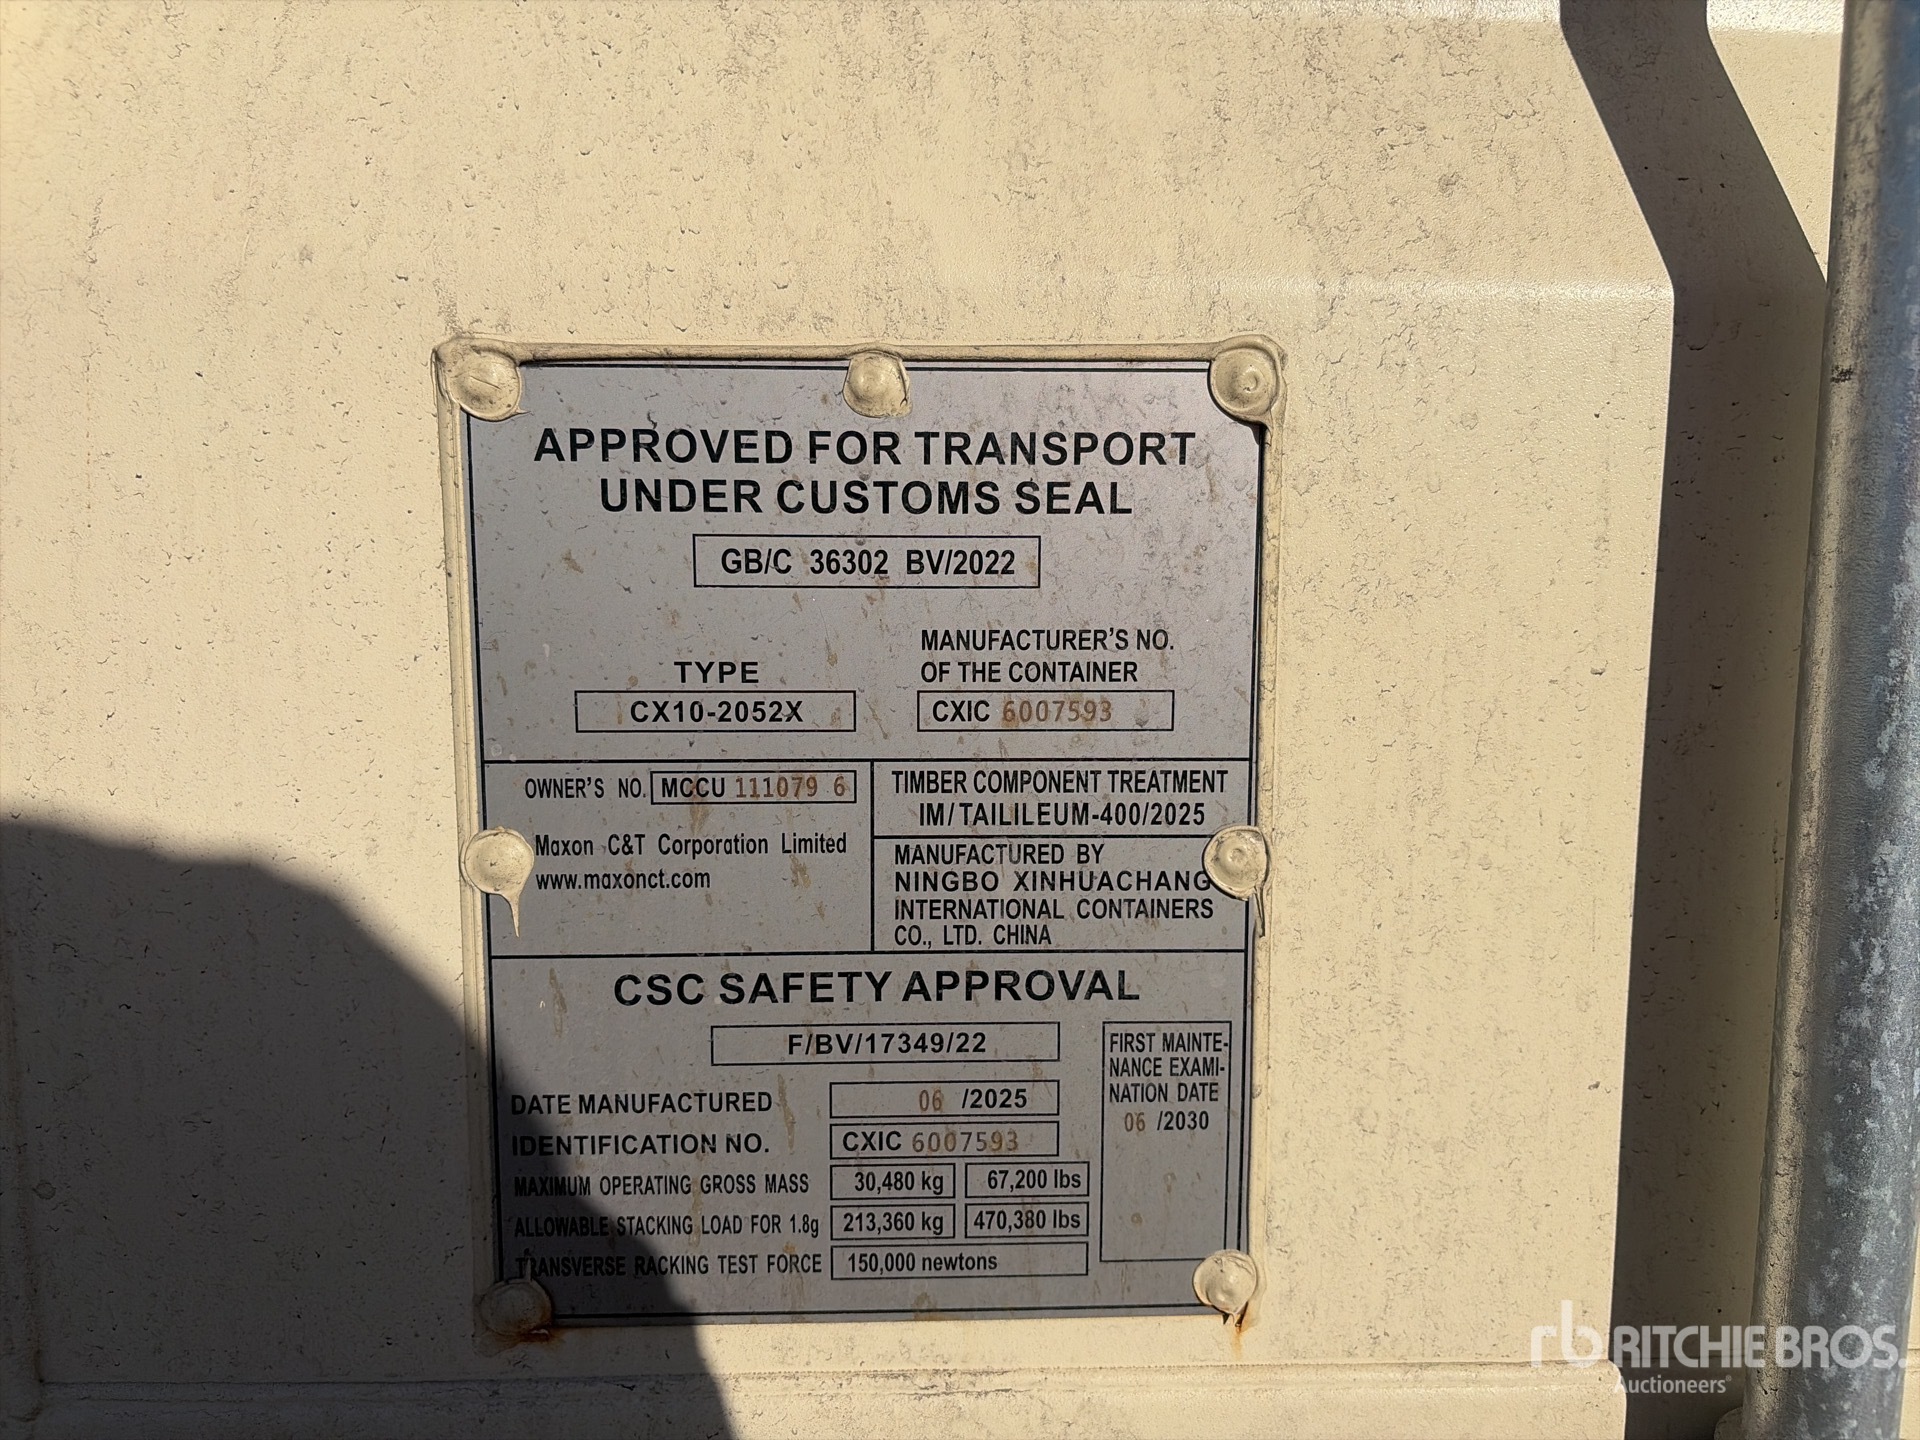 APPROVED FOR TRANSPORT
UNDER CUSTOMS SEAL
GB/C 36302 BV/2022
TYPE
CX10-2052X
MANUFACTURER'S NO.
OF THE CONTAINER
CXIC 6007593
OWNER'S NO. MCCU 111079 6
Maxon C&T Corporation Limited
www.maxonct.com
TIMBER COMPONENT TREATMENT
IM/TAILILEUM-400/2025
MANUFACTURED BY
NINGBO XINHUACHANG
INTERNATIONAL CONTAINERS
CO., LTD. CHINA
CSC SAFETY APPROVAL
F/BV/17349/22
DATE MANUFACTURED 06 /2025
IDENTIFICATION NO. CXIC 6007593
MAXIMUM OPERATING GROSS MASS 30,480 kg 67,200 lbs
ALLOWABLE STACKING LOAD FOR 1.8g 213,360 kg 470,380 lbs
TRANSVERSE RACKING TEST FORCE 150,000 newtons
FIRST MAINTE-
NANCE EXAMI-
NATION DATE
06 /2030
rb RITCHIE BROS.
Auctioneers